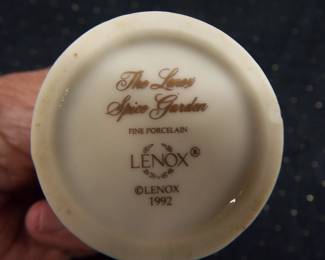 The Lenox
Spice Garden
FINE PORCELAIN
LENOX®
©LENOX
1992